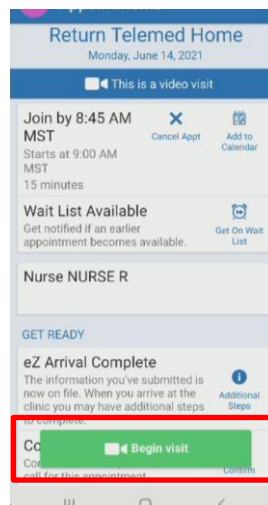 Return Telemed Home
Monday, June 14, 2021
This is a video visit
Join by 8:45 AM
MST
Starts at 9:00 AM
MST
15 minutes
Cancel Appt
Add to
Calendar
Wait List Available
Get notified if an earlier
appointment becomes available.
Get On Wait
List
Nurse NURSE R
GET READY
eZ Arrival Complete
The information you've submitted is
now on file. When you arrive at the
clinic you may have additional steps
to complete.
Additional
Steps
Begin visit
Confirm
call for this appointment